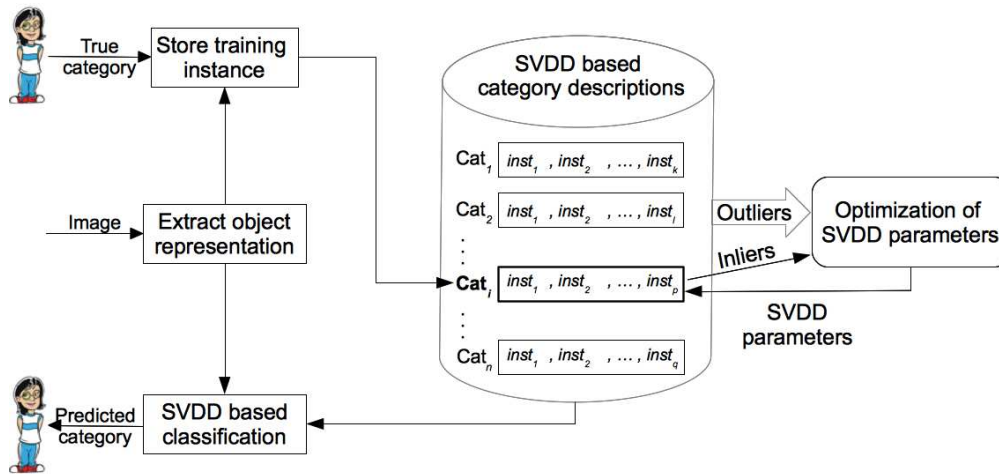 True
category
Store training
instance
SVDD based
category descriptions
Cat₁ inst₁ , inst₂ , ... , instₖ
Image
Extract object
representation
Cat₂ inst₁ , inst₂ , ... , instₗ
Outliers
Optimization of
SVDD parameters
Inliers
Catᵢ inst₁ , inst₂ , ... , instₚ
SVDD
parameters
Catₙ inst₁ , inst₂ , ... , inst_q
Predicted
category
SVDD based
classification